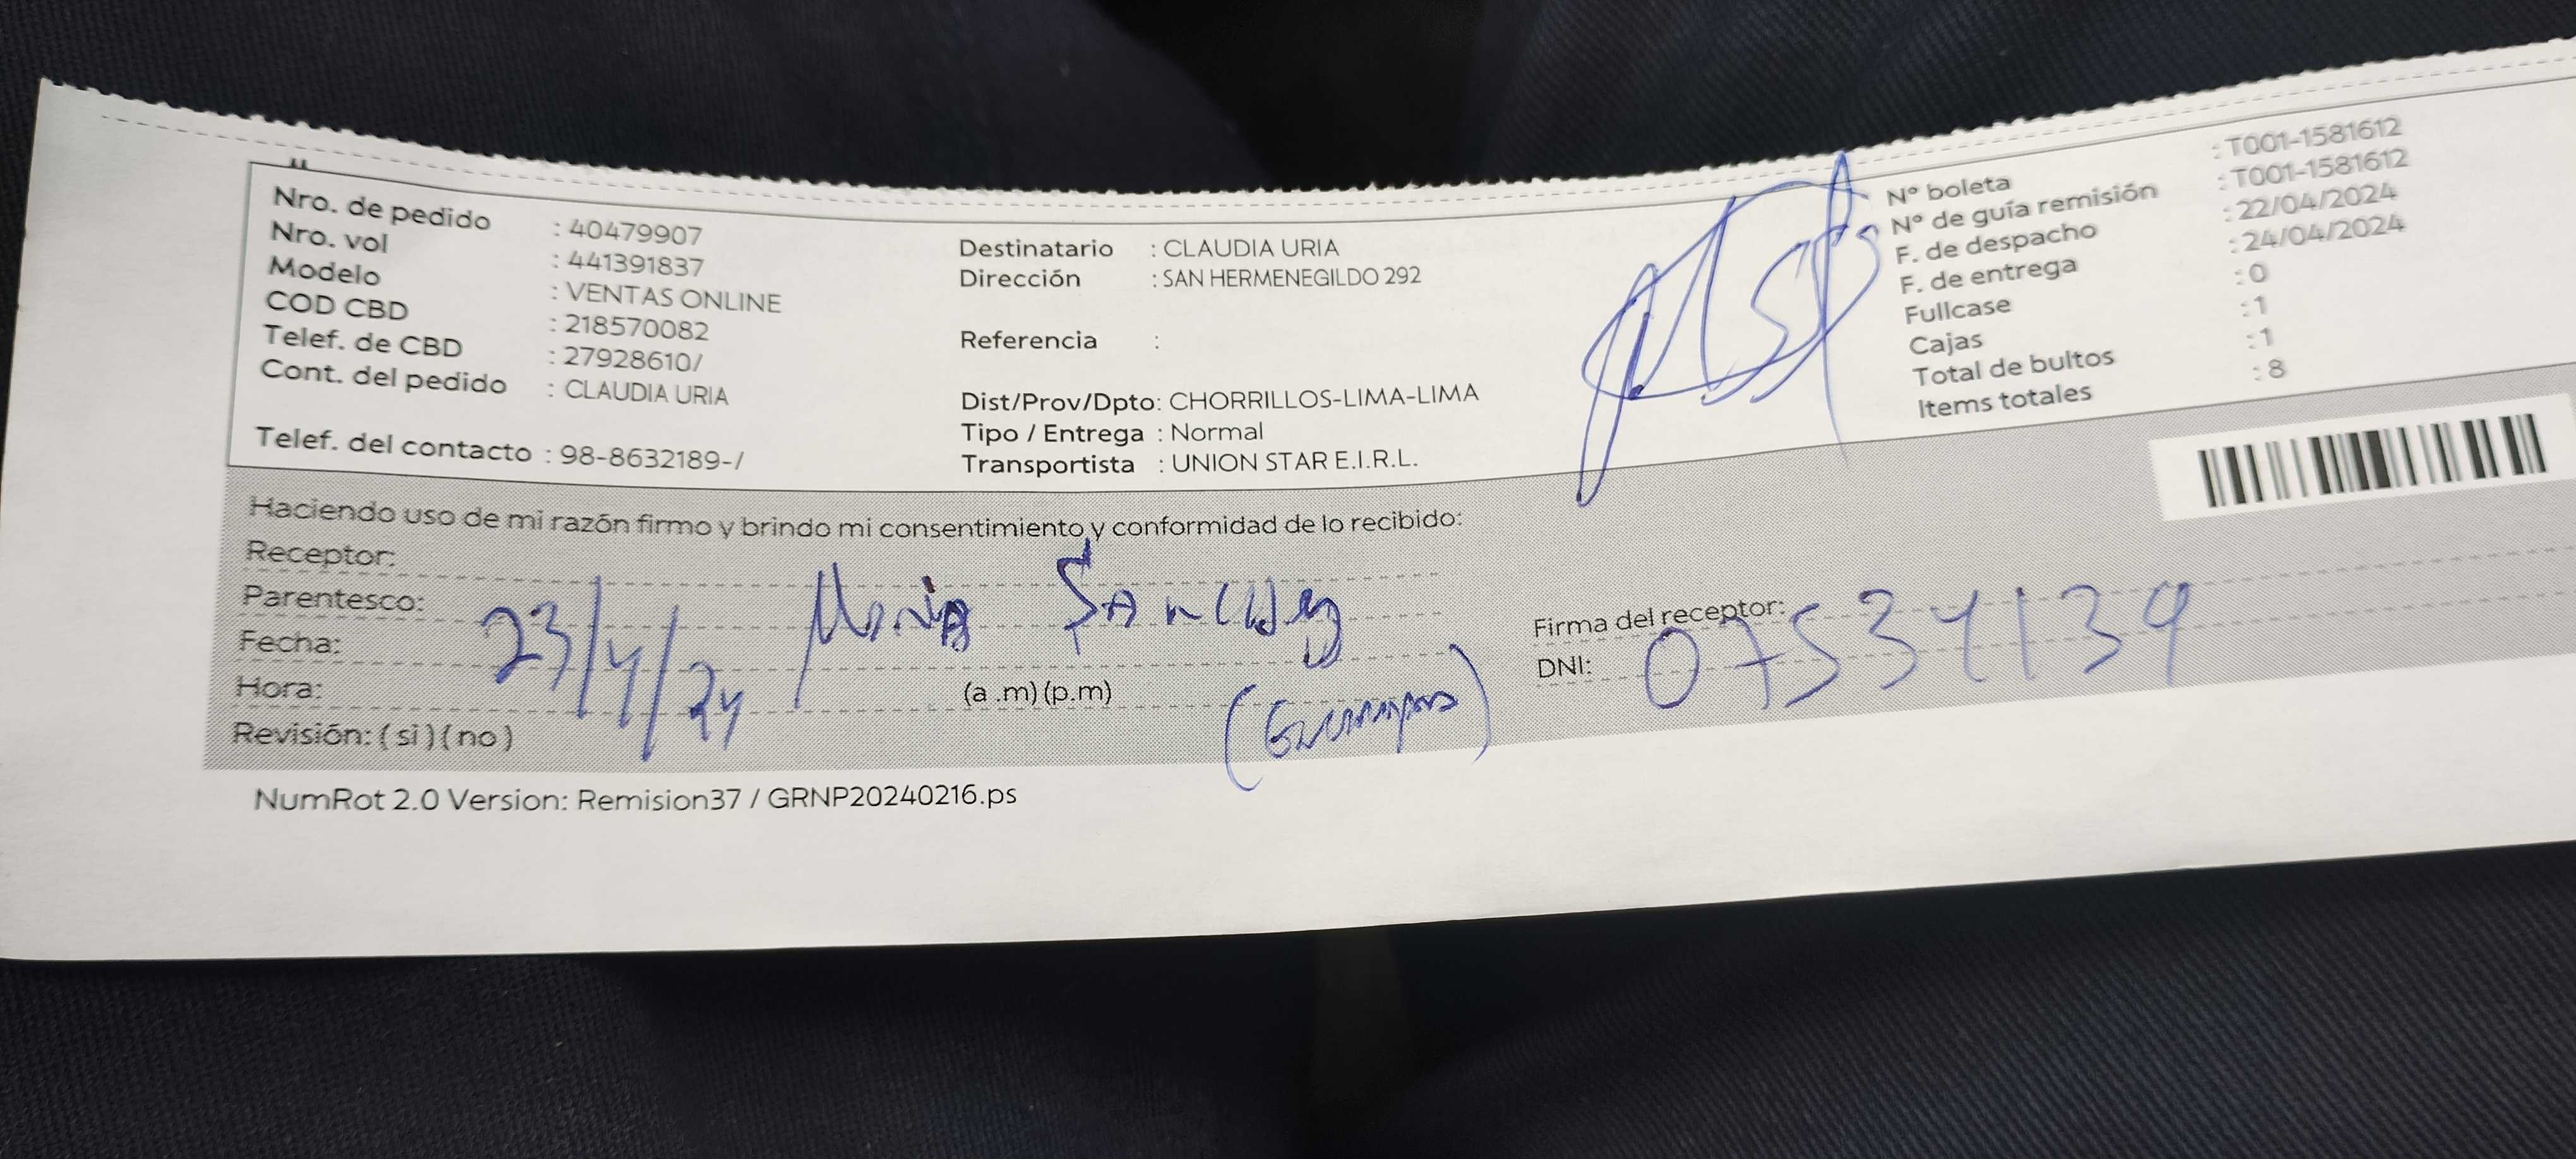 Nro. de pedido : 40479907
Nro. vol : 441391837
Modelo : VENTAS ONLINE
COD CBD : 218570082
Telef. de CBD : 27928610/
Cont. del pedido : CLAUDIA URIA
Telef. del contacto : 98-8632189-/
Destinatario : CLAUDIA URIA
Dirección : SAN HERMENEGILDO 292
Referencia :
Dist/Prov/Dpto: CHORRILLOS-LIMA-LIMA
Tipo / Entrega : Normal
Transportista : UNION STAR E.I.R.L.
N° boleta : T001-1581612
N° de guía remisión : T001-1581612
F. de despacho : 22/04/2024
F. de entrega : 24/04/2024
Fullcase : 0
Cajas : 1
Total de bultos : 1
Items totales : 8
Haciendo uso de mi razón firmo y brindo mi consentimiento y conformidad de lo recibido:
Receptor:
Parentesco:
Fecha: 23/4/24
Hora: (a .m) (p.m)
Revisión: ( si ) ( no )
Firma del receptor:
DNI: 07534139
NumRot 2.0 Version: Remision37 / GRNP20240216.ps